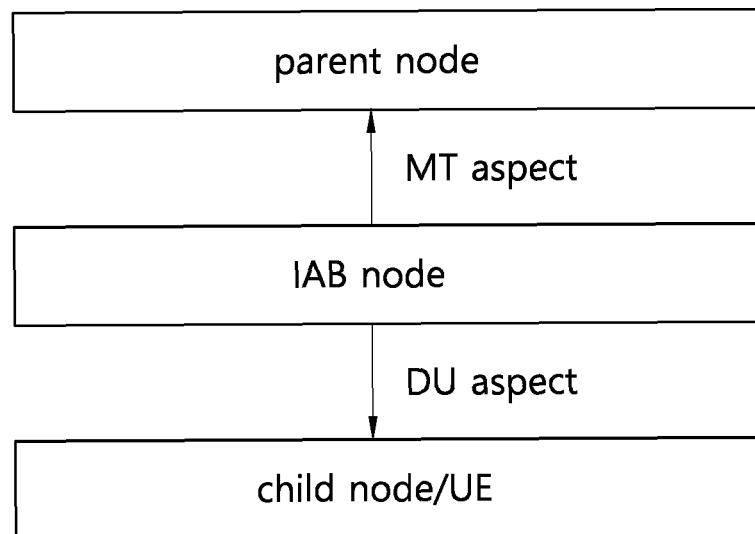 parent node
MT aspect
IAB node
DU aspect
child node/UE